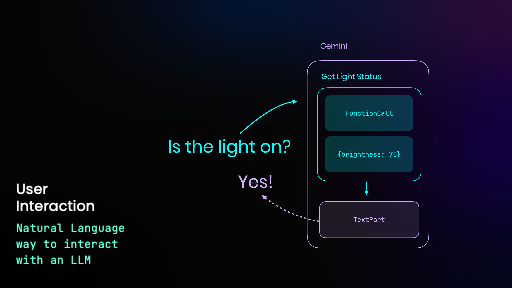 Gemini
Get Light Status
FunctionCall
Is the light on?
{brightness: 75}
Yes!
User
Interaction
TextPart
Natural Language
way to interact
with an LLM